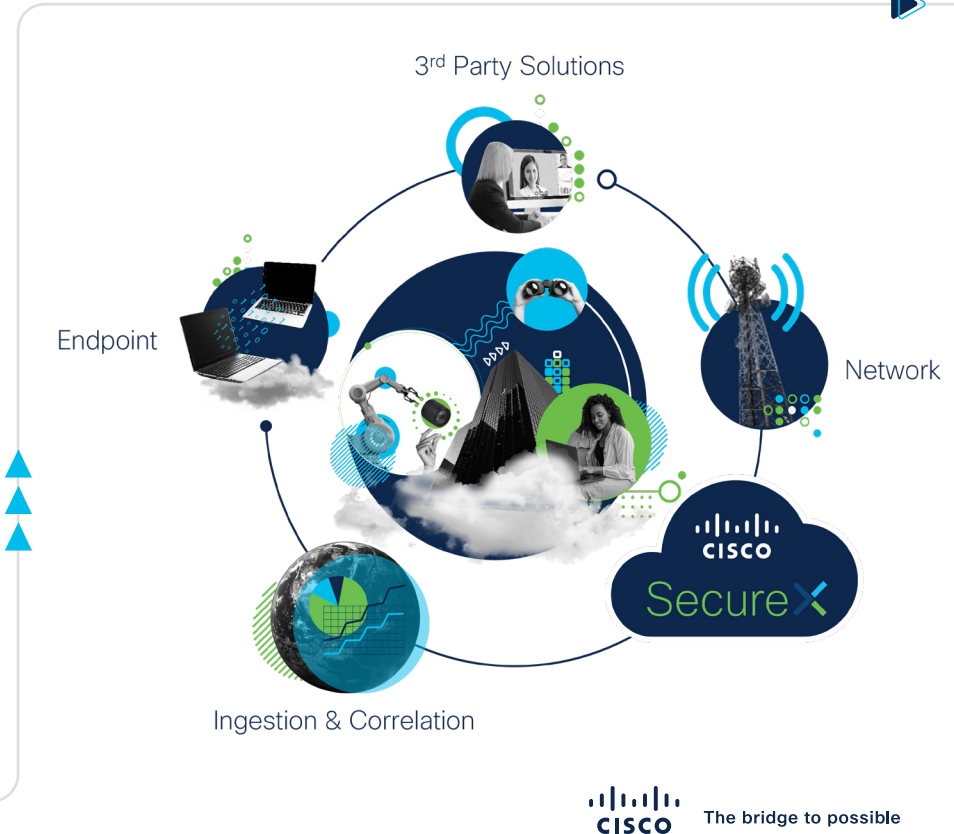 3rd Party Solutions
Endpoint
Network
CISCO
SecureX
Ingestion & Correlation
CISCO
The bridge to possible